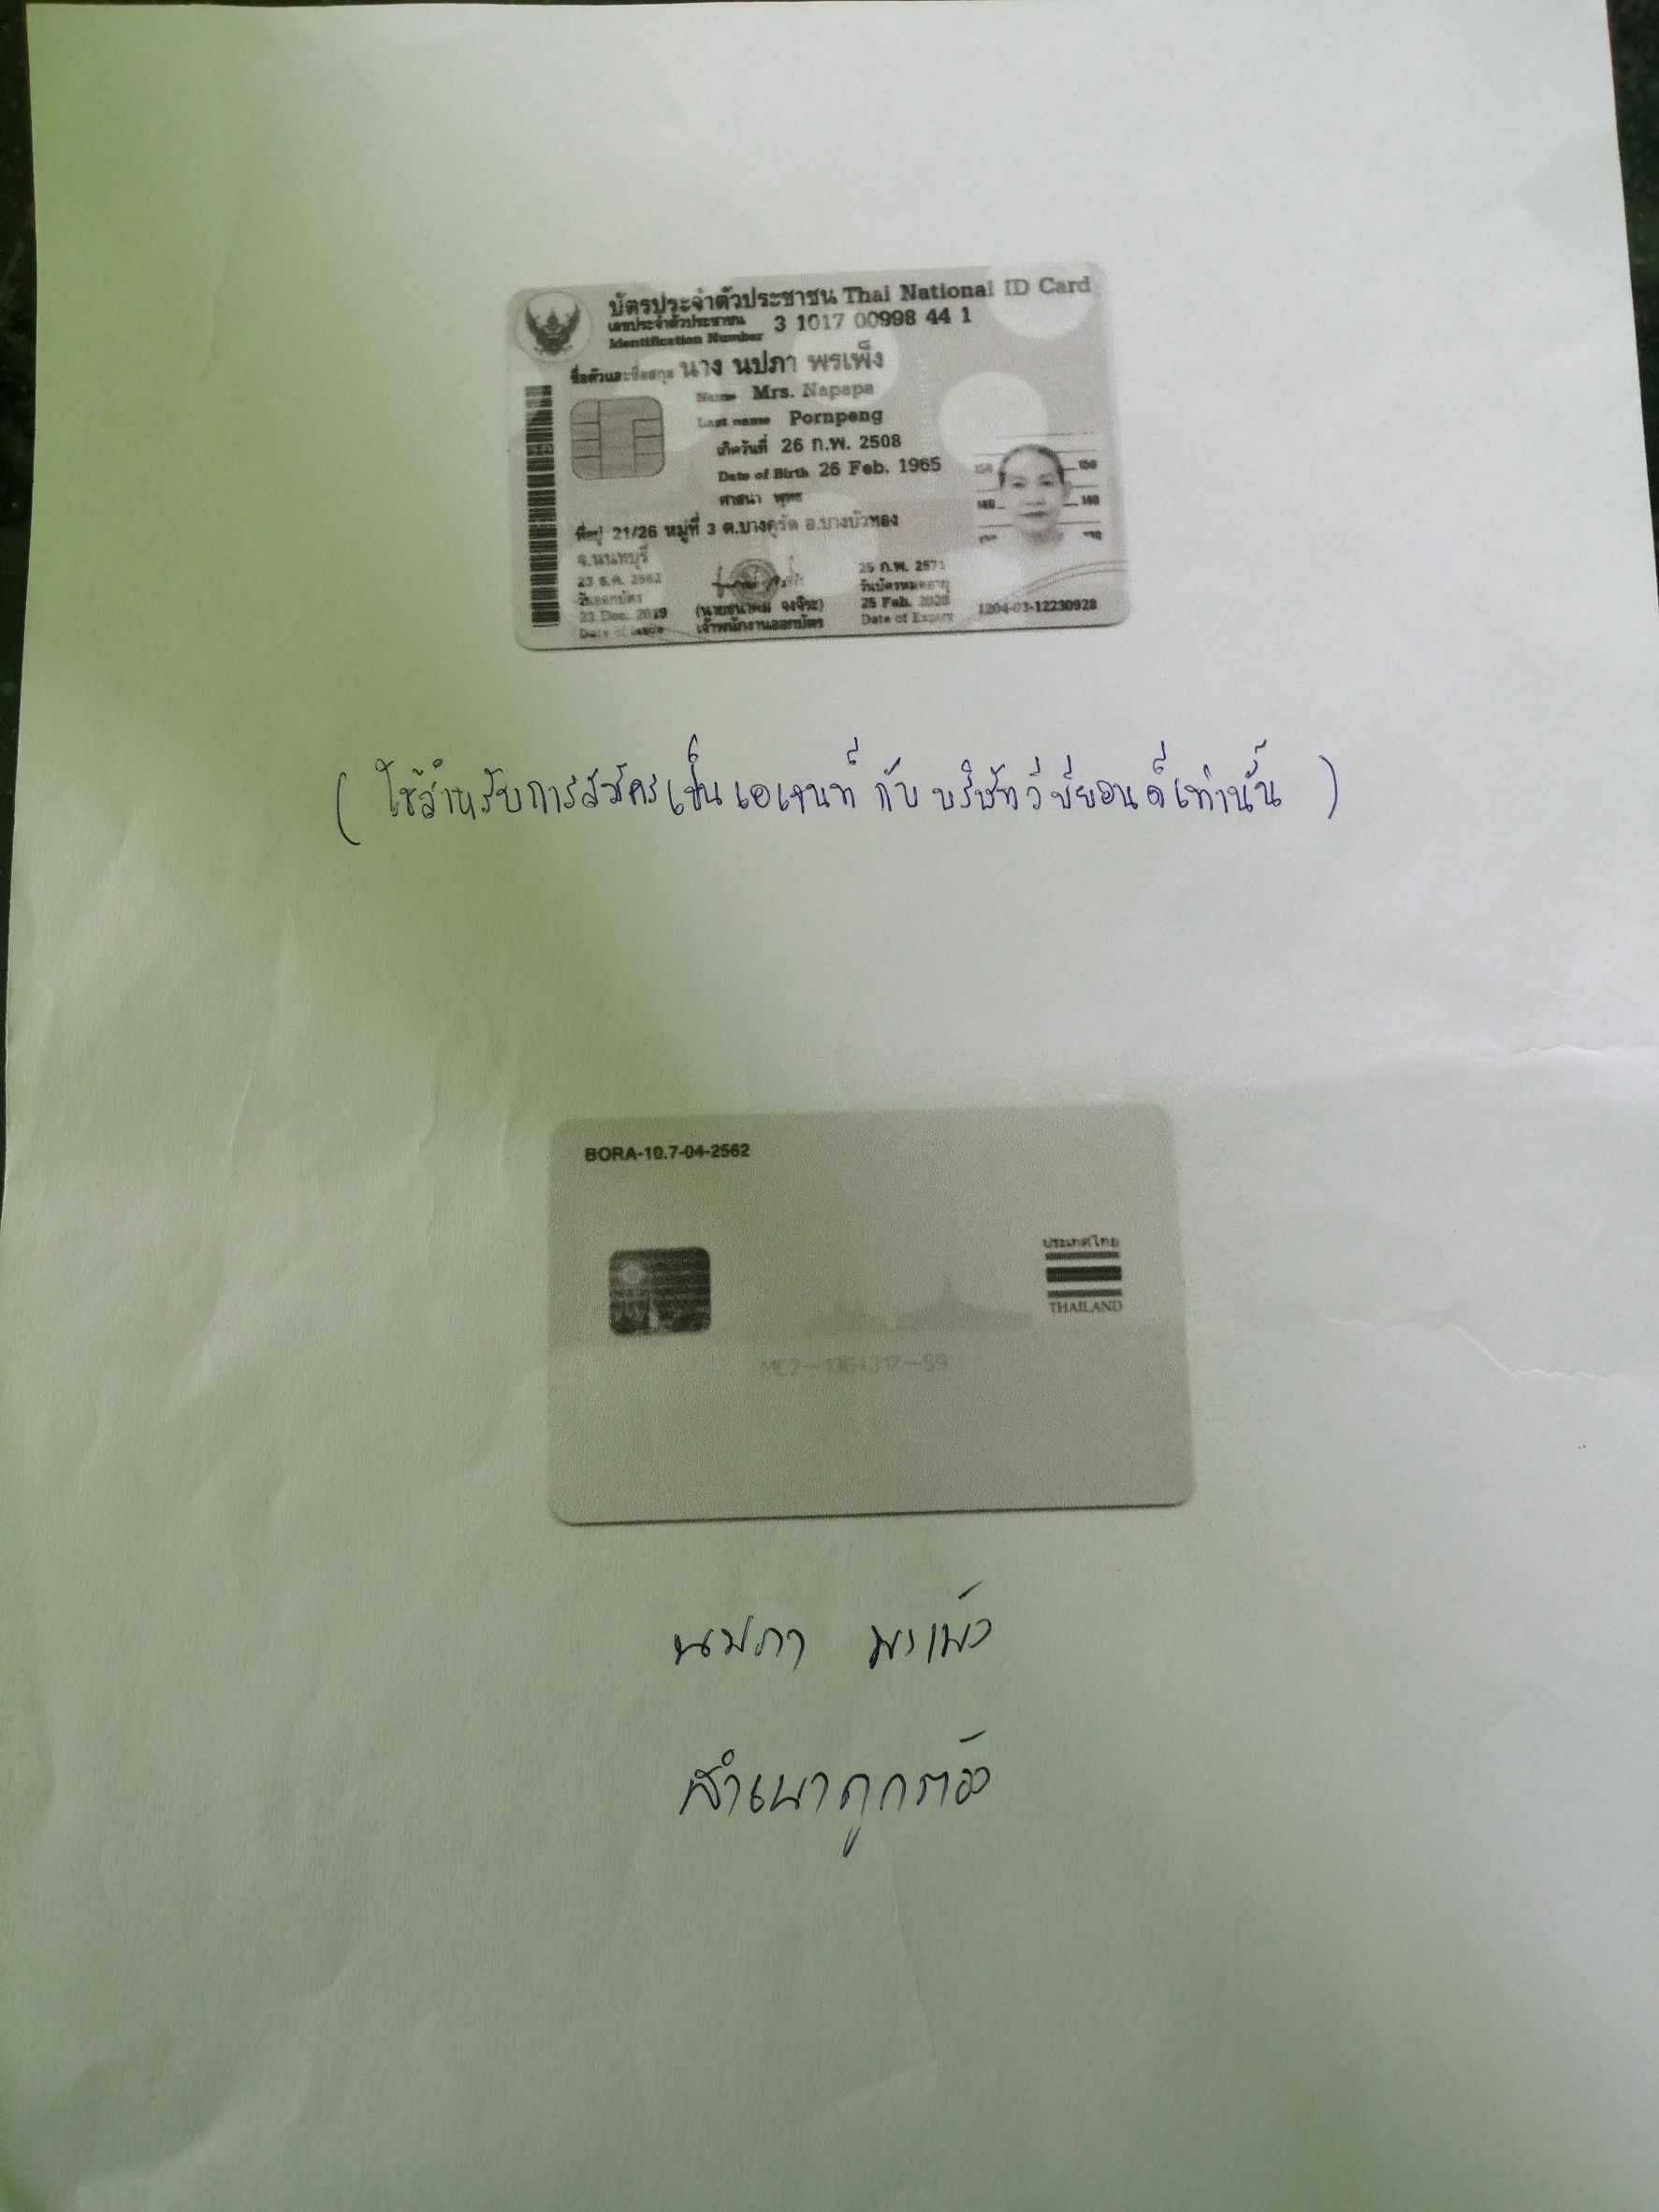 บัตรประจำตัวประชาชน Thai National ID Card
เลขประจำตัวประชาชน
Identification Number 3 1017 00998 44 1
ชื่อตัวและชื่อสกุล นาง นปภา พรเพ็ง
Name Mrs. Napapa
Last name Pornpeng
เกิดวันที่ 26 ก.พ. 2508
Date of Birth 26 Feb. 1965
ศาสนา พุทธ
ที่อยู่ 21/26 หมู่ที่ 3 ต.บางคูรัด อ.บางบัวทอง
จ.นนทบุรี
23 ธ.ค. 2562
วันออกบัตร
23 Dec. 2019
Date of Issue
(นายธนาคม จงจิระ)
เจ้าพนักงานออกบัตร
25 ก.พ. 2571
วันบัตรหมดอายุ
25 Feb. 2028
Date of Expiry
150 150
140 140
1204-03-12230928
( ใช้สำหรับการสมัครเป็นเอเจนท์ กับ บริษัทวีบียอนด์เท่านั้น )
BORA-10.7-04-2562
ประเทศไทย
THAILAND
นปภา พรเพ็ง
สำเนาถูกต้อง